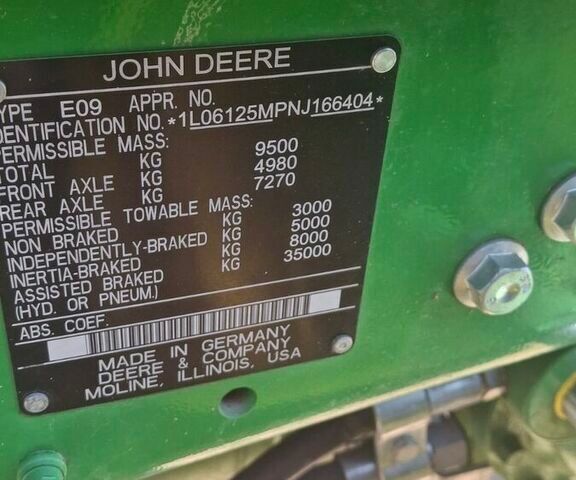 JOHN DEERE
TYPE E09 APPR. NO.
IDENTIFICATION NO. *1L06125MPNJ166404*
PERMISSIBLE MASS:
TOTAL KG 9500
FRONT AXLE KG 4980
REAR AXLE KG 7270
PERMISSIBLE TOWABLE MASS:
NON BRAKED KG 3000
INDEPENDENTLY-BRAKED KG 5000
INERTIA-BRAKED KG 8000
ASSISTED BRAKED KG 35000
(HYD. OR PNEUM.)
ABS. COEF.
MADE IN GERMANY
DEERE & COMPANY
MOLINE, ILLINOIS, USA